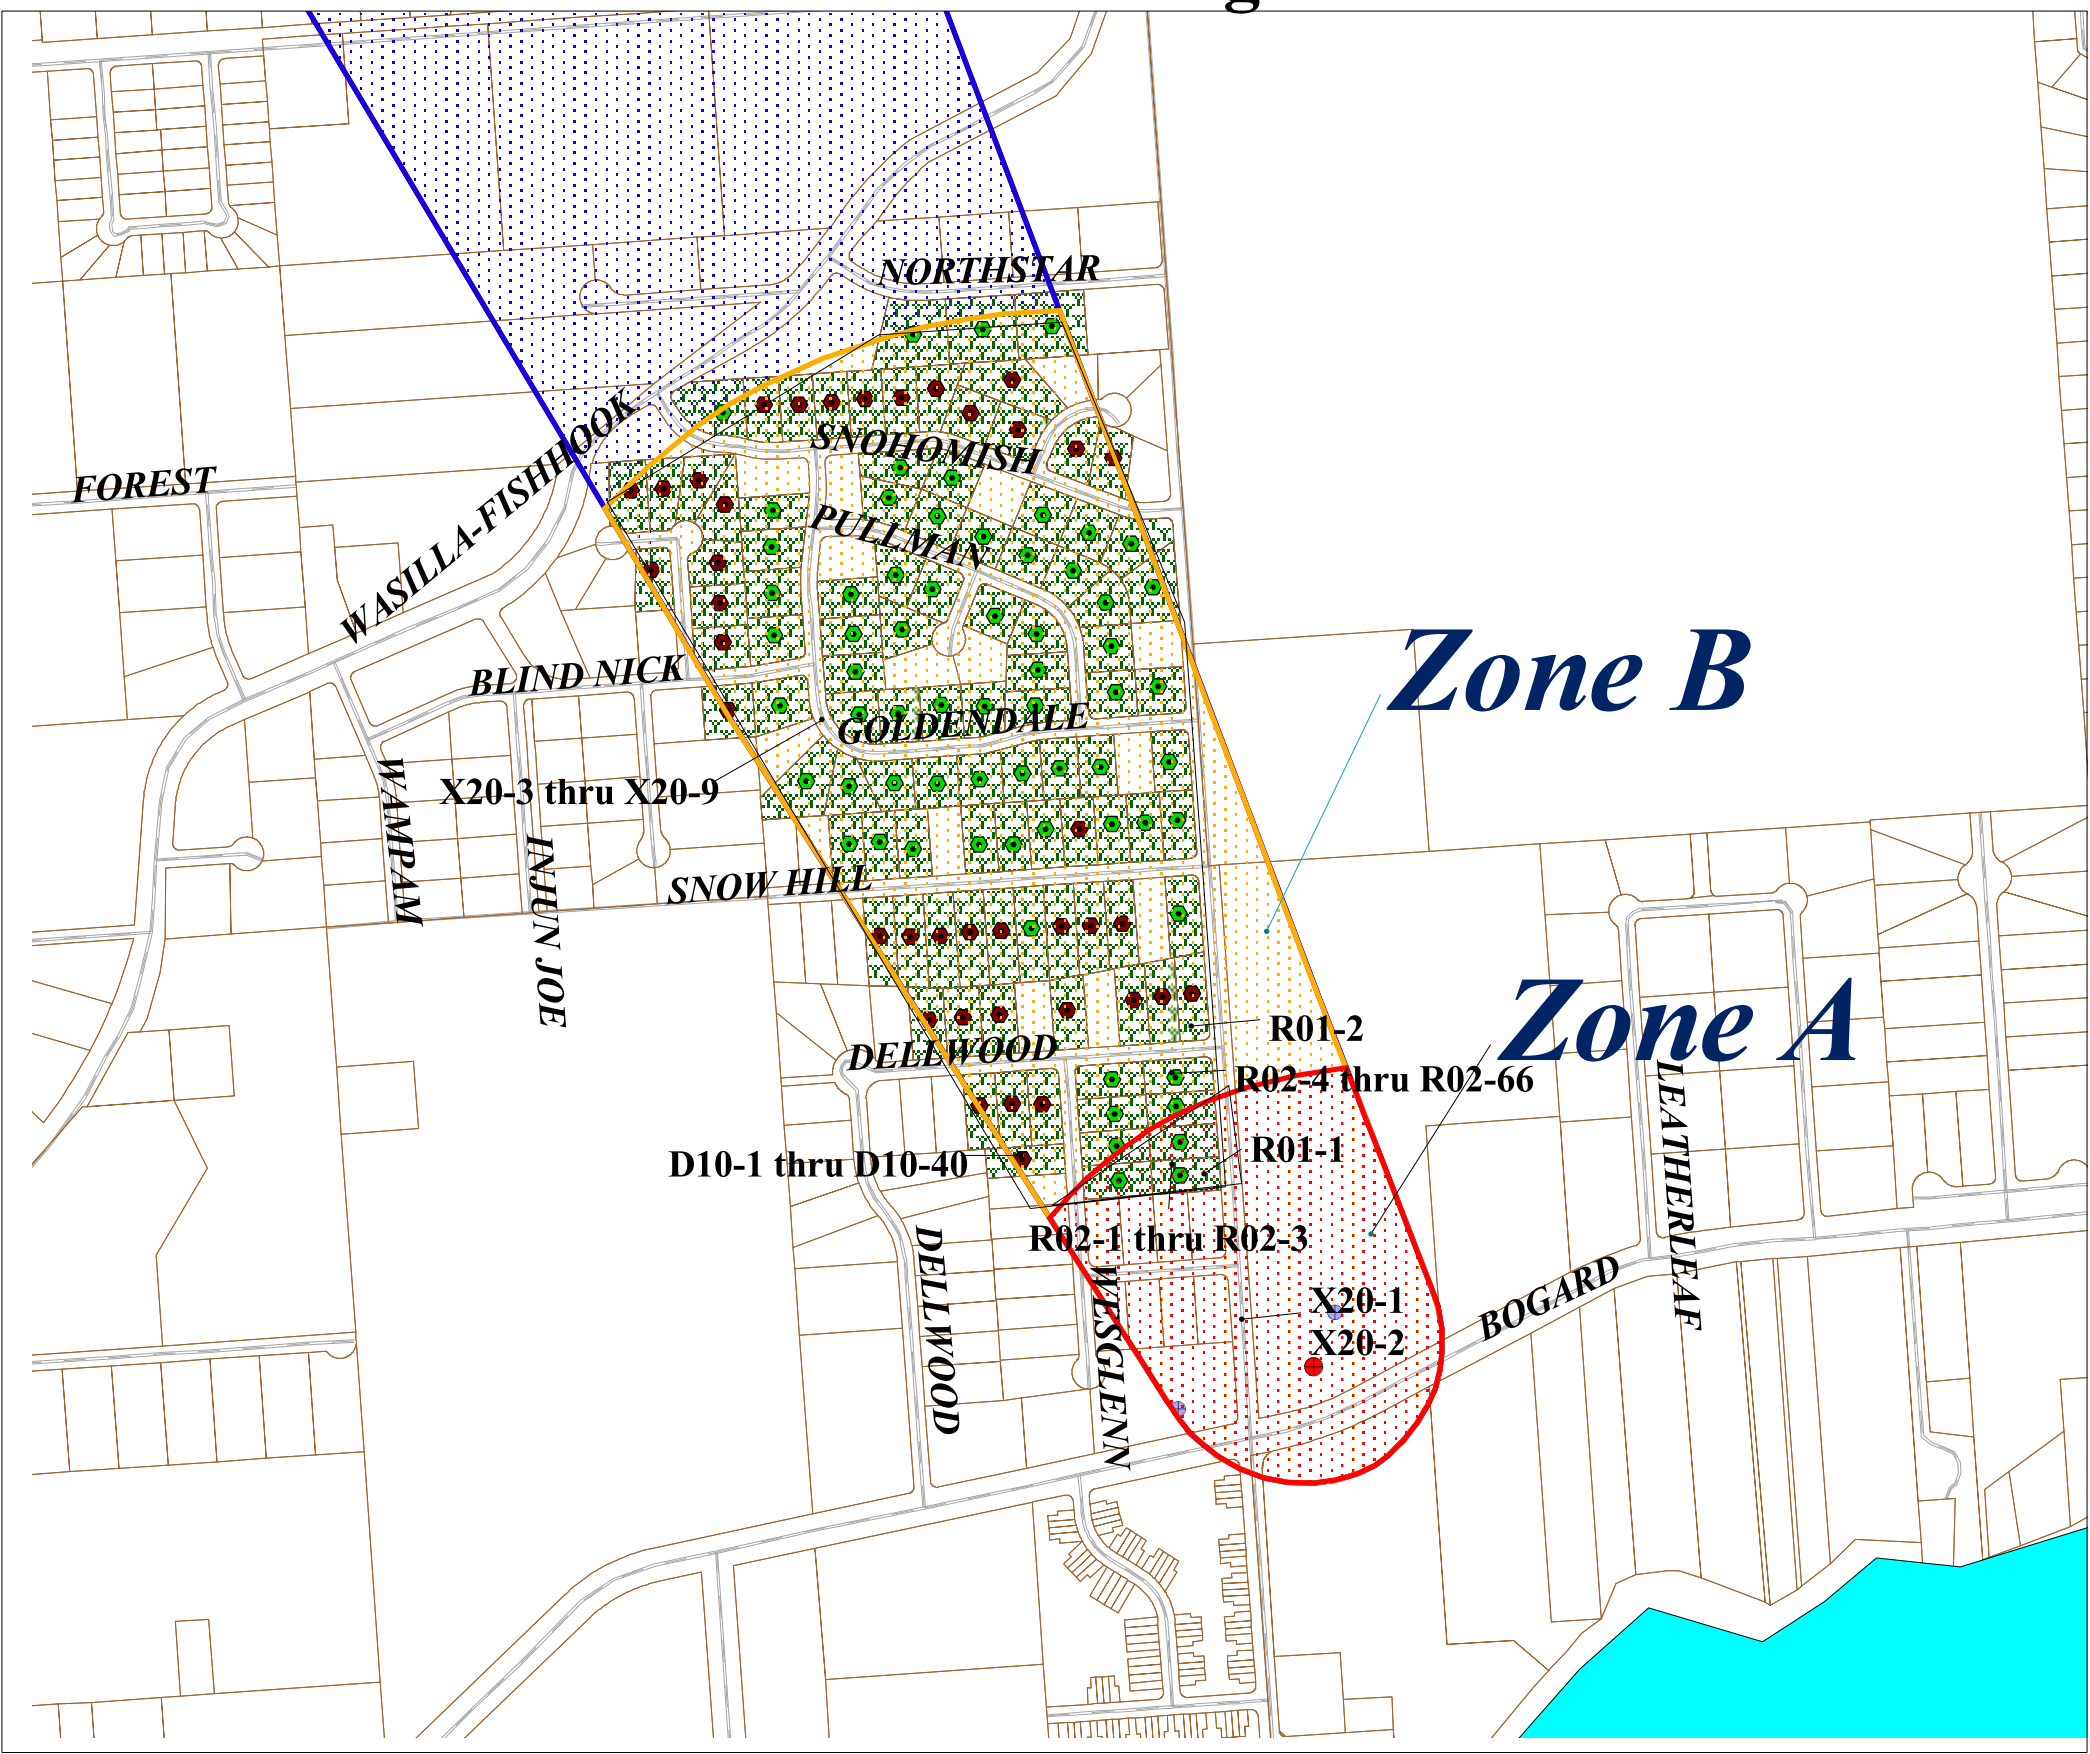 g
NORTHSTAR
SNOHOMISH
FOREST
WASILLA-FISHHOOK
PULLMAN
Zone B
BLIND NICK
GOLDENDALE
X20-3 thru X20-9
WAMPAM
INJUN JOE
SNOW HILL
Zone A
R01-2
DELLWOOD
R02-4 thru R02-66
LEATHERLEAF
R01-1
D10-1 thru D10-40
R02-1 thru R02-3
DELLWOOD
WESGLENN
BOGARD
X20-1
X20-2